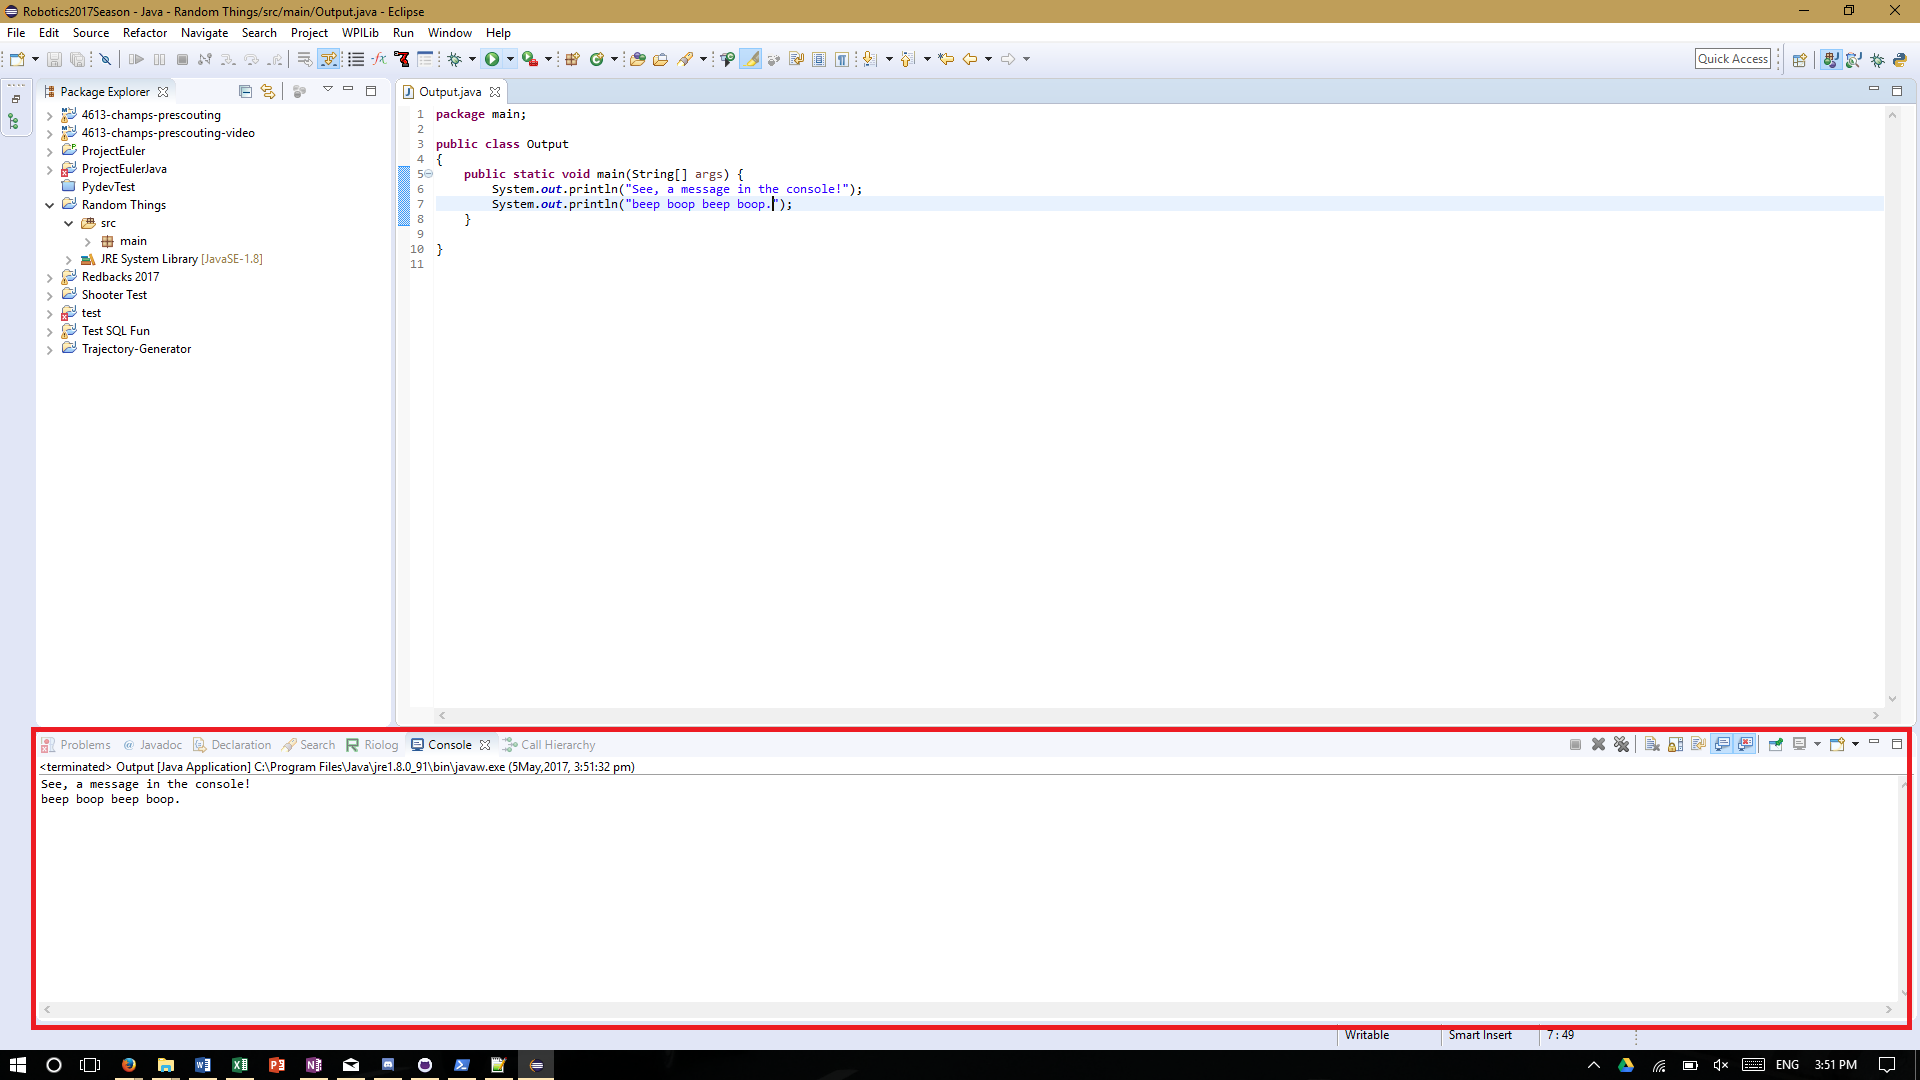 Robotics2017Season - Java - Random Things/src/main/Output.java - Eclipse
File Edit Source Refactor Navigate Search Project WPILib Run Window Help
Quick Access
Package Explorer
4613-champs-prescouting
4613-champs-prescouting-video
ProjectEuler
ProjectEulerJava
PydevTest
Random Things
src
main
JRE System Library [JavaSE-1.8]
Redbacks 2017
Shooter Test
test
Test SQL Fun
Trajectory-Generator
Output.java
1 package main;
2
3 public class Output
4 {
5 public static void main(String[] args) {
6 System.out.println("See, a message in the console!");
7 System.out.println("beep boop beep boop.");
8 }
9
10 }
11
Problems @ Javadoc Declaration Search Riolog Console Call Hierarchy
<terminated> Output [Java Application] C:\Program Files\Java\jre1.8.0_91\bin\javaw.exe (5May,2017, 3:51:32 pm)
See, a message in the console!
beep boop beep boop.
Writable Smart Insert 7 : 49
ENG 3:51 PM